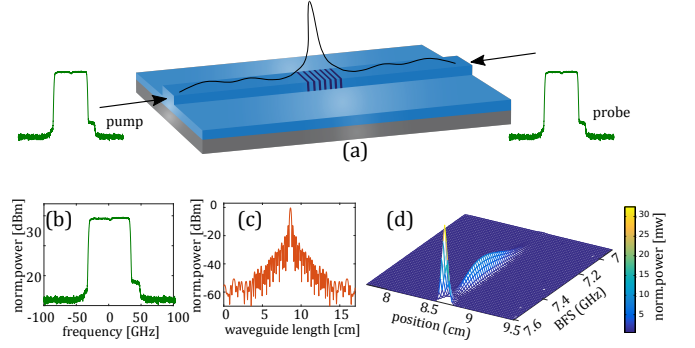 pump
probe
(a)
(b)
norm.power [dBm]
30
20
-100 -50 0 50 100
frequency [GHz]
(c)
norm.power [dBm]
0
-20
-40
-60
0 5 10 15
waveguide length [cm]
(d)
8
8.5
9
9.5
position (cm)
7.6
7.4
7.2
7
BFS (GHz)
30
25
20
15
10
5
norm.power [mw]